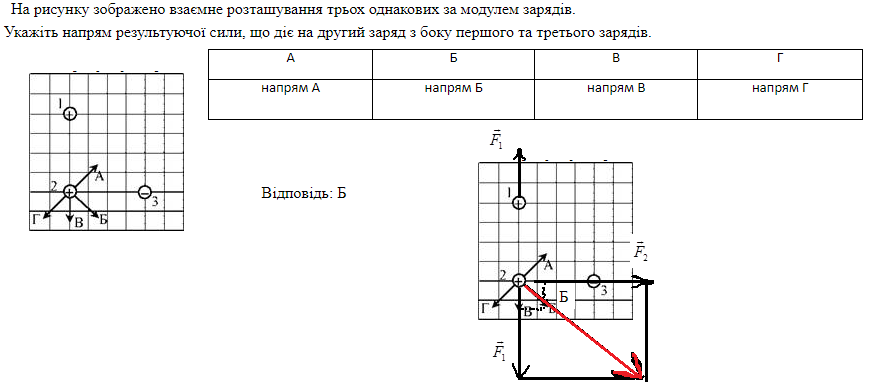 На рисунку зображено взаємне розташування трьох однакових за модулем зарядів.
Укажіть напрям результуючої сили, що діє на другий заряд з боку першого та третього зарядів.
А Б В Г
напрям А напрям Б напрям В напрям Г
1
+
2 + А − 3
Г В Б
Відповідь: Б
F₁
1
+
F₂
2 + А 3
Г В Б Б
F₁